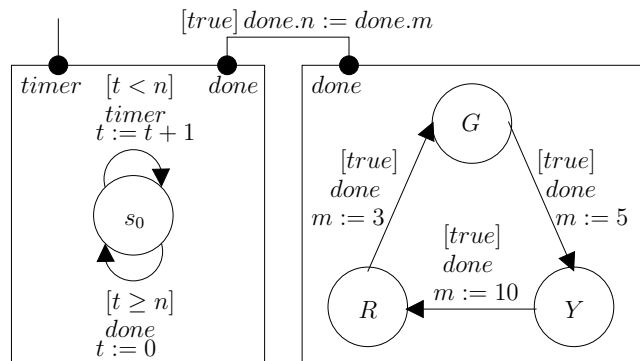 [true] done.n := done.m
timer
[t < n]
timer
t := t + 1
done
s0
[t ≥ n]
done
t := 0
done
G
[true]
done
m := 3
[true]
done
m := 5
[true]
done
m := 10
R
Y